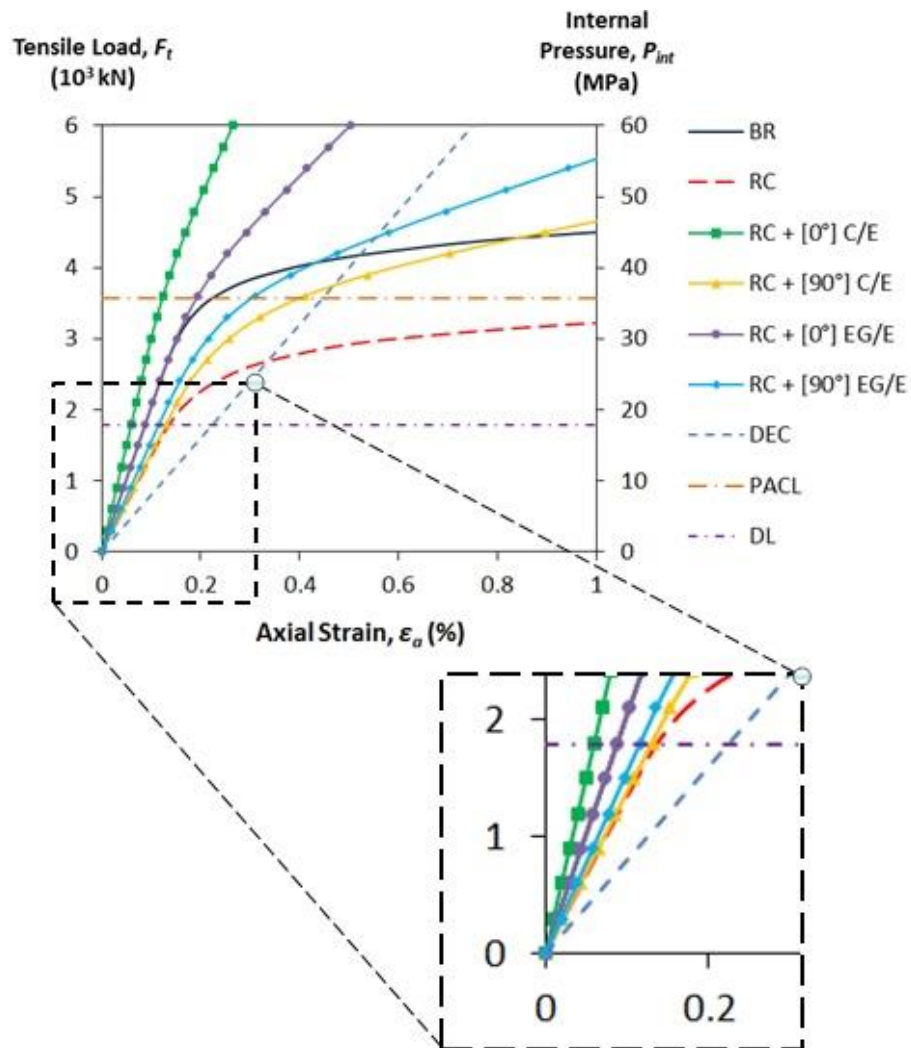 Tensile Load, Fₜ
(10³ kN)
Internal
Pressure, Pᵢₙₜ
(MPa)
6
5
4
3
2
1
0
60
50
40
30
20
10
0
0
0.2
0.4
0.6
0.8
1
Axial Strain, εₐ (%)
BR
RC
RC + [0°] C/E
RC + [90°] C/E
RC + [0°] EG/E
RC + [90°] EG/E
DEC
PACL
DL
2
1
0
0
0.2